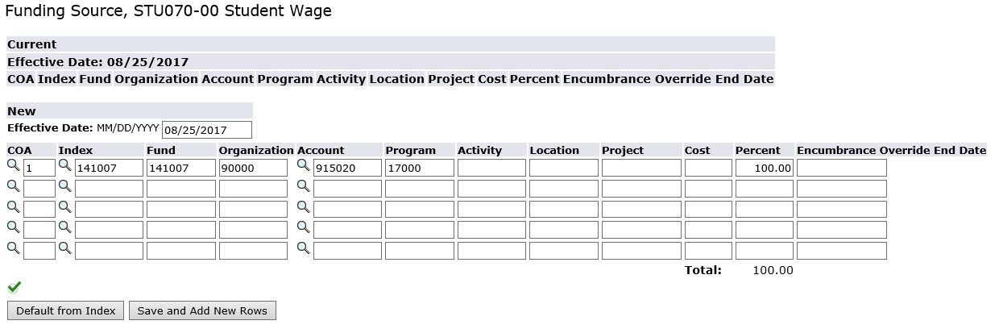 Funding Source, STU070-00 Student Wage
Current
Effective Date: 08/25/2017
COA Index Fund Organization Account Program Activity Location Project Cost Percent Encumbrance Override End Date
New
Effective Date: MM/DD/YYYY 08/25/2017
COA Index Fund Organization Account Program Activity Location Project Cost Percent Encumbrance Override End Date
1 141007 141007 90000 915020 17000 100.00
Total: 100.00
Default from Index Save and Add New Rows